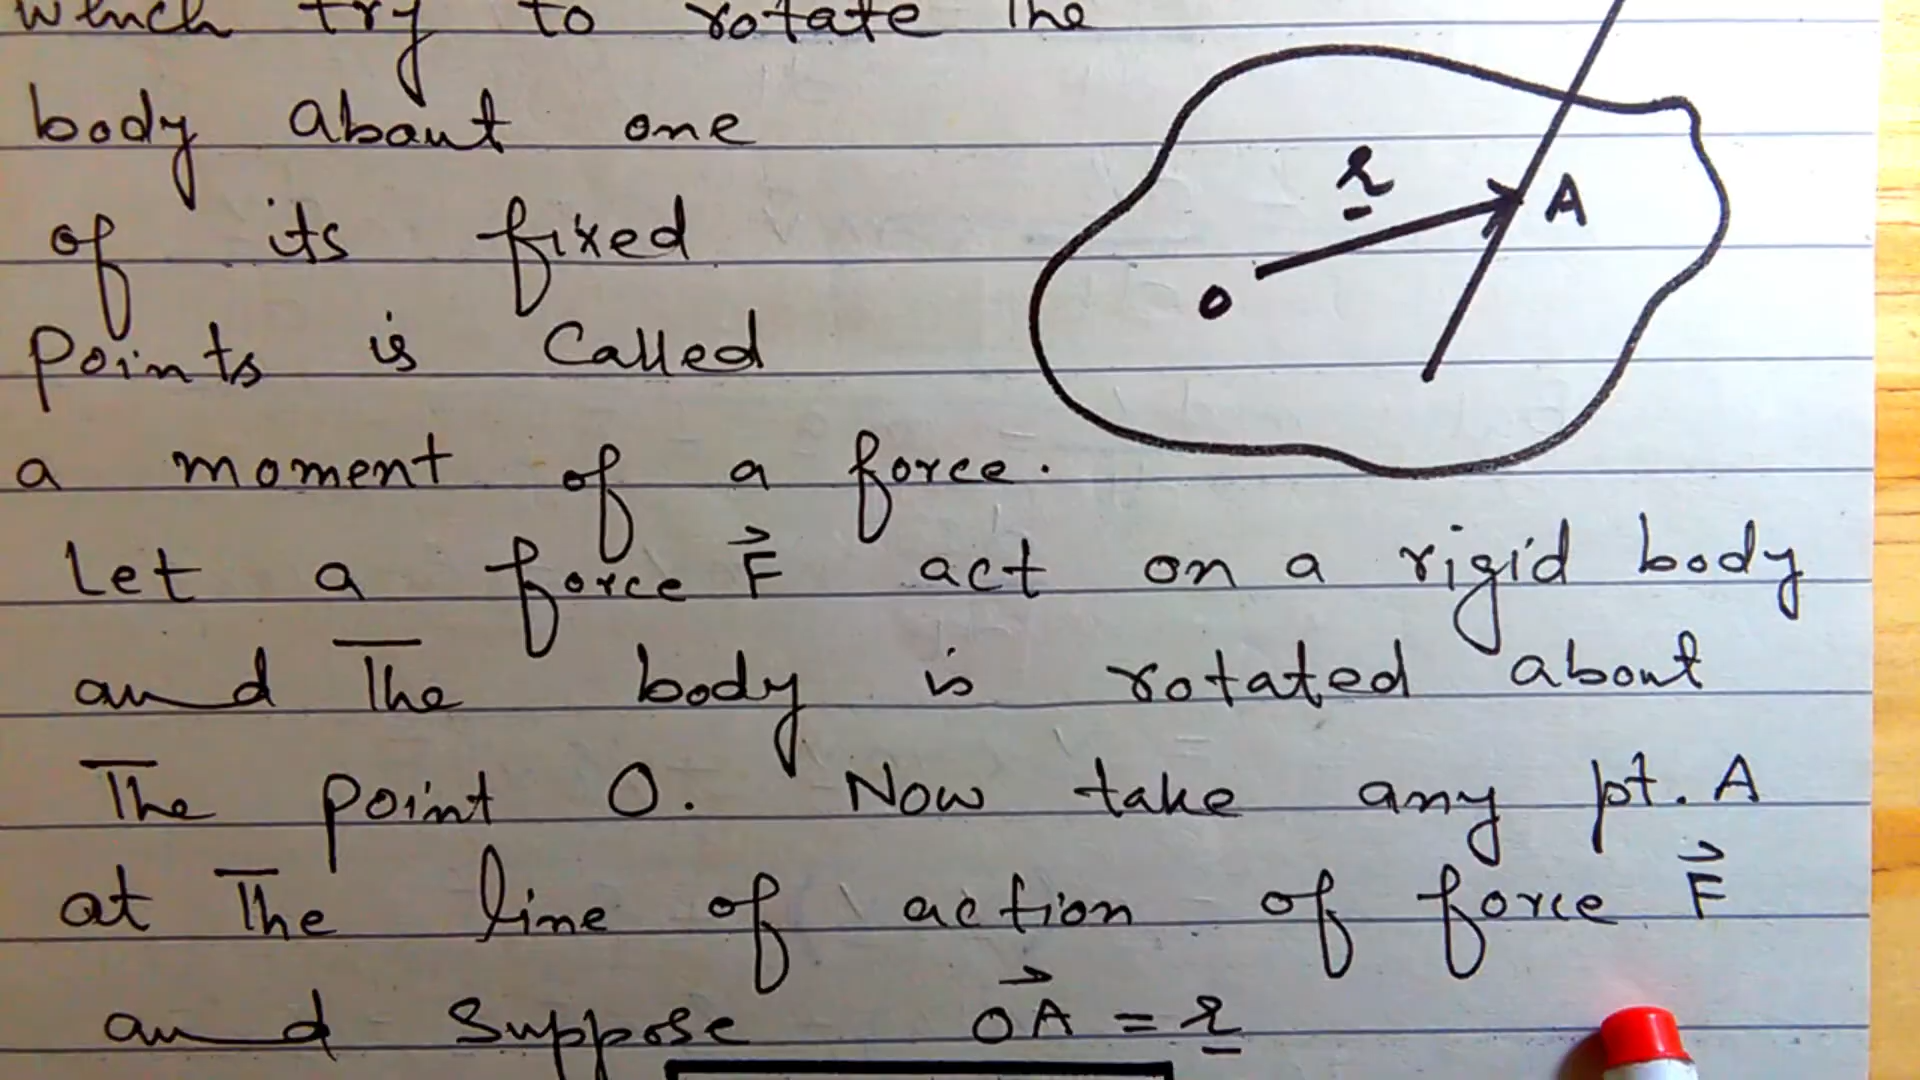 which try to rotate The
body about one
of its fixed
Points is Called
a moment of a force.
r
A
O
Let a force F⃗ act on a rigid body
and The body is rotated about
The point O. Now take any pt. A
at The line of action of force F⃗
and Suppose O⃗A = r